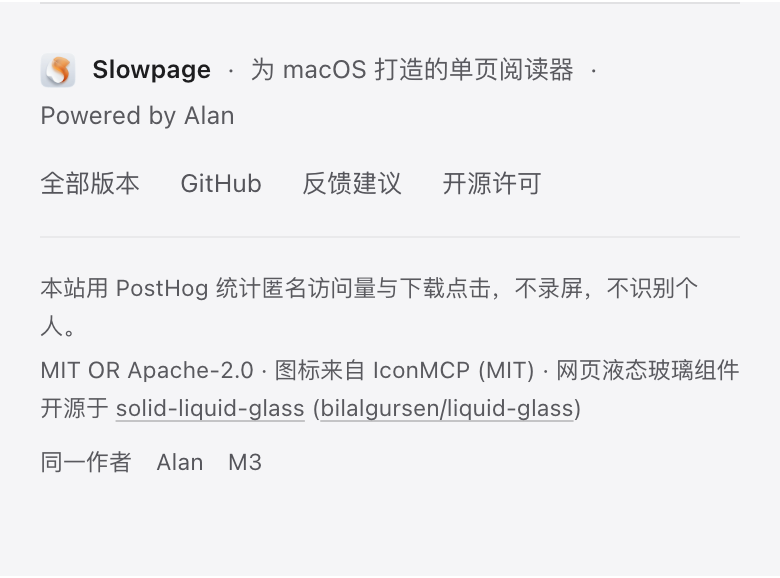 Slowpage · 为 macOS 打造的单页阅读器 ·
Powered by Alan
全部版本 GitHub 反馈建议 开源许可
本站用 PostHog 统计匿名访问量与下载点击，不录屏，不识别个
人。
MIT OR Apache-2.0 · 图标来自 IconMCP (MIT) · 网页液态玻璃组件
开源于 solid-liquid-glass (bilalgursen/liquid-glass)
同一作者 Alan M3